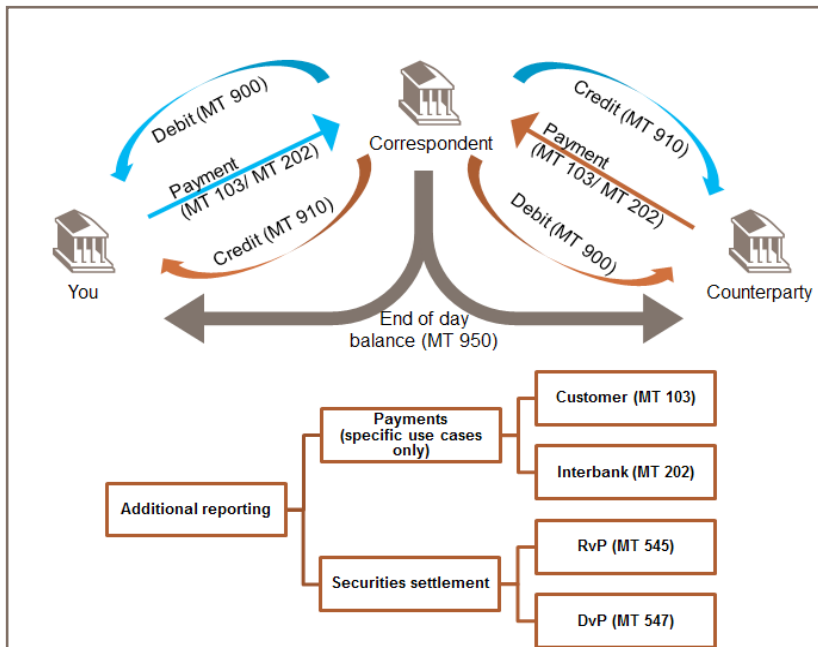 Debit (MT 900)
Payment
(MT 103/ MT 202)
Credit (MT 910)
Correspondent
Credit (MT 910)
Payment
(MT 103/ MT 202)
Debit (MT 900)
You
Counterparty
End of day
balance (MT 950)
Additional reporting
Payments
(specific use cases
only)
Customer (MT 103)
Interbank (MT 202)
Securities settlement
RvP (MT 545)
DvP (MT 547)